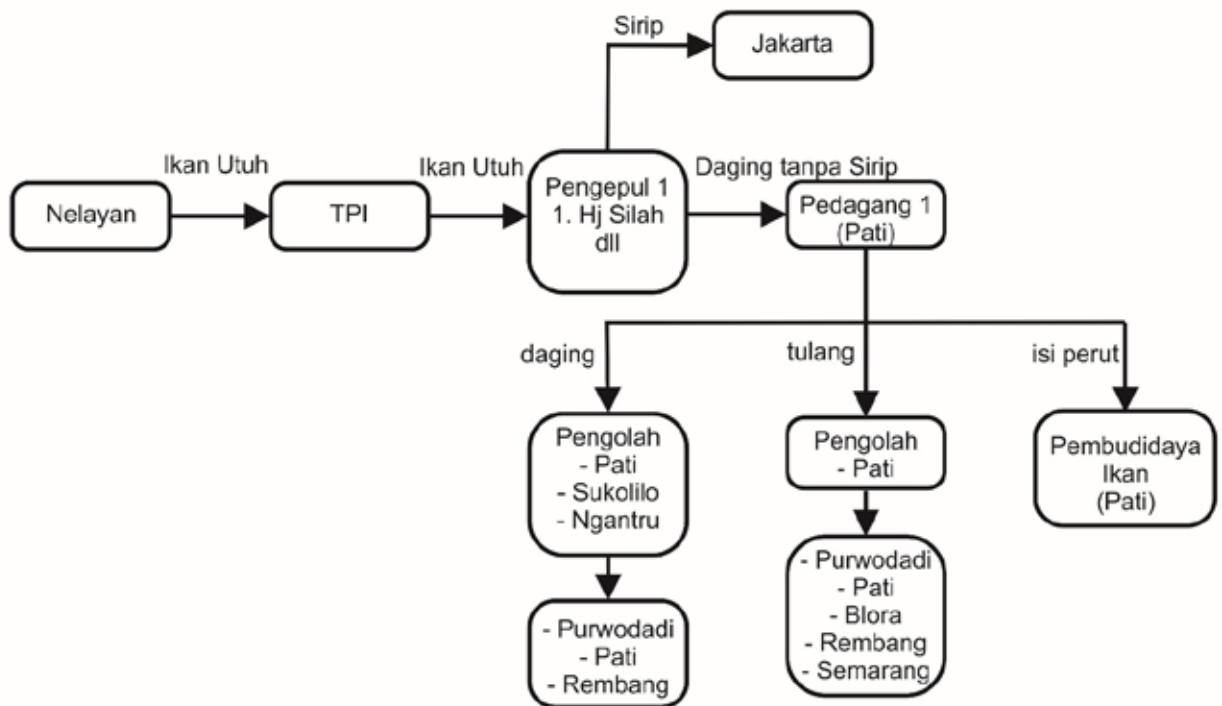 Sirip
Jakarta
Ikan Utuh
Ikan Utuh
Daging tanpa Sirip
Nelayan
TPI
Pengepul 1
1. Hj Silah
dll
Pedagang 1
(Pati)
daging
tulang
isi perut
Pengolah
- Pati
- Sukolilo
- Ngantru
Pengolah
- Pati
Pembudidaya
Ikan
(Pati)
- Purwodadi
- Pati
- Rembang
- Purwodadi
- Pati
- Blora
- Rembang
- Semarang